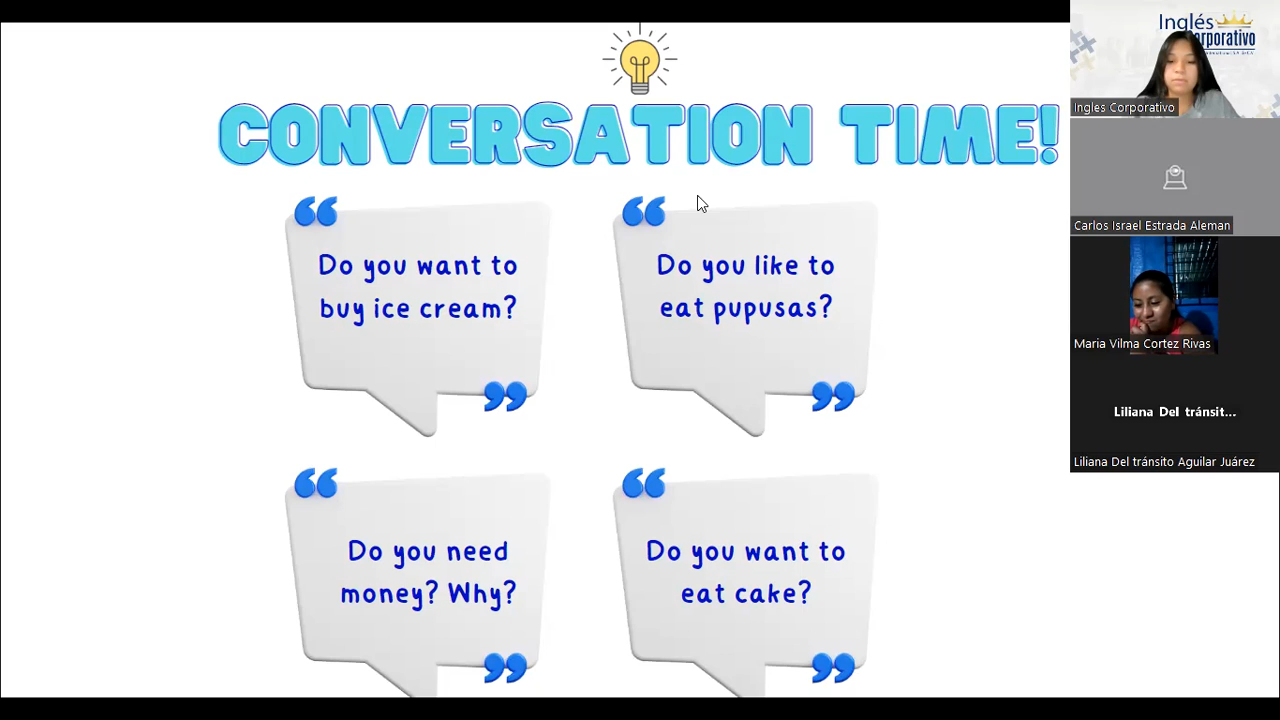 CONVERSATION TIME!
Do you want to
buy ice cream?
Do you like to
eat pupusas?
Do you need
money? Why?
Do you want to
eat cake?
Inglés
Corporativo
Ingles Corporativo
Carlos Israel Estrada Aleman
Maria Vilma Cortez Rivas
Liliana Del tránsit...
Liliana Del tránsito Aguilar Juárez